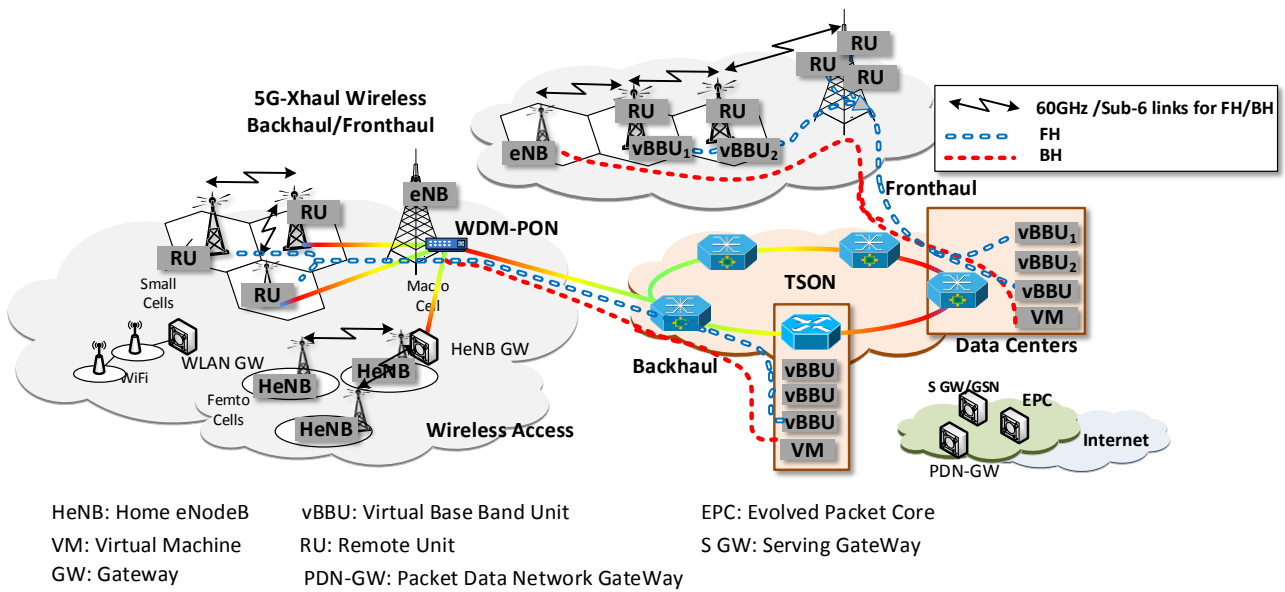 RU
RU
RU
5G-Xhaul Wireless
Backhaul/Fronthaul
RU
RU
vBBU1
vBBU2
eNB
60GHz /Sub-6 links for FH/BH
FH
BH
Fronthaul
eNB
RU
RU
RU
WDM-PON
Small
Cells
Macro
Cell
TSON
vBBU1
vBBU2
vBBU
VM
Data Centers
WLAN GW
WiFi
HeNB GW
Backhaul
HeNB
HeNB
HeNB
Femto
Cells
Wireless Access
vBBU
vBBU
vBBU
VM
S GW/GSN
EPC
PDN-GW
Internet
HeNB: Home eNodeB
vBBU: Virtual Base Band Unit
EPC: Evolved Packet Core
VM: Virtual Machine
RU: Remote Unit
S GW: Serving GateWay
GW: Gateway
PDN-GW: Packet Data Network GateWay